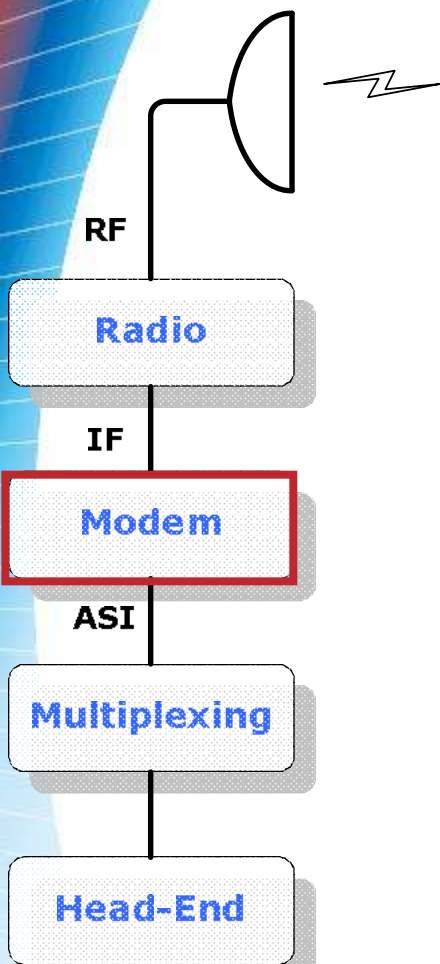 RF
Radio
IF
Modem
ASI
Multiplexing
Head-End